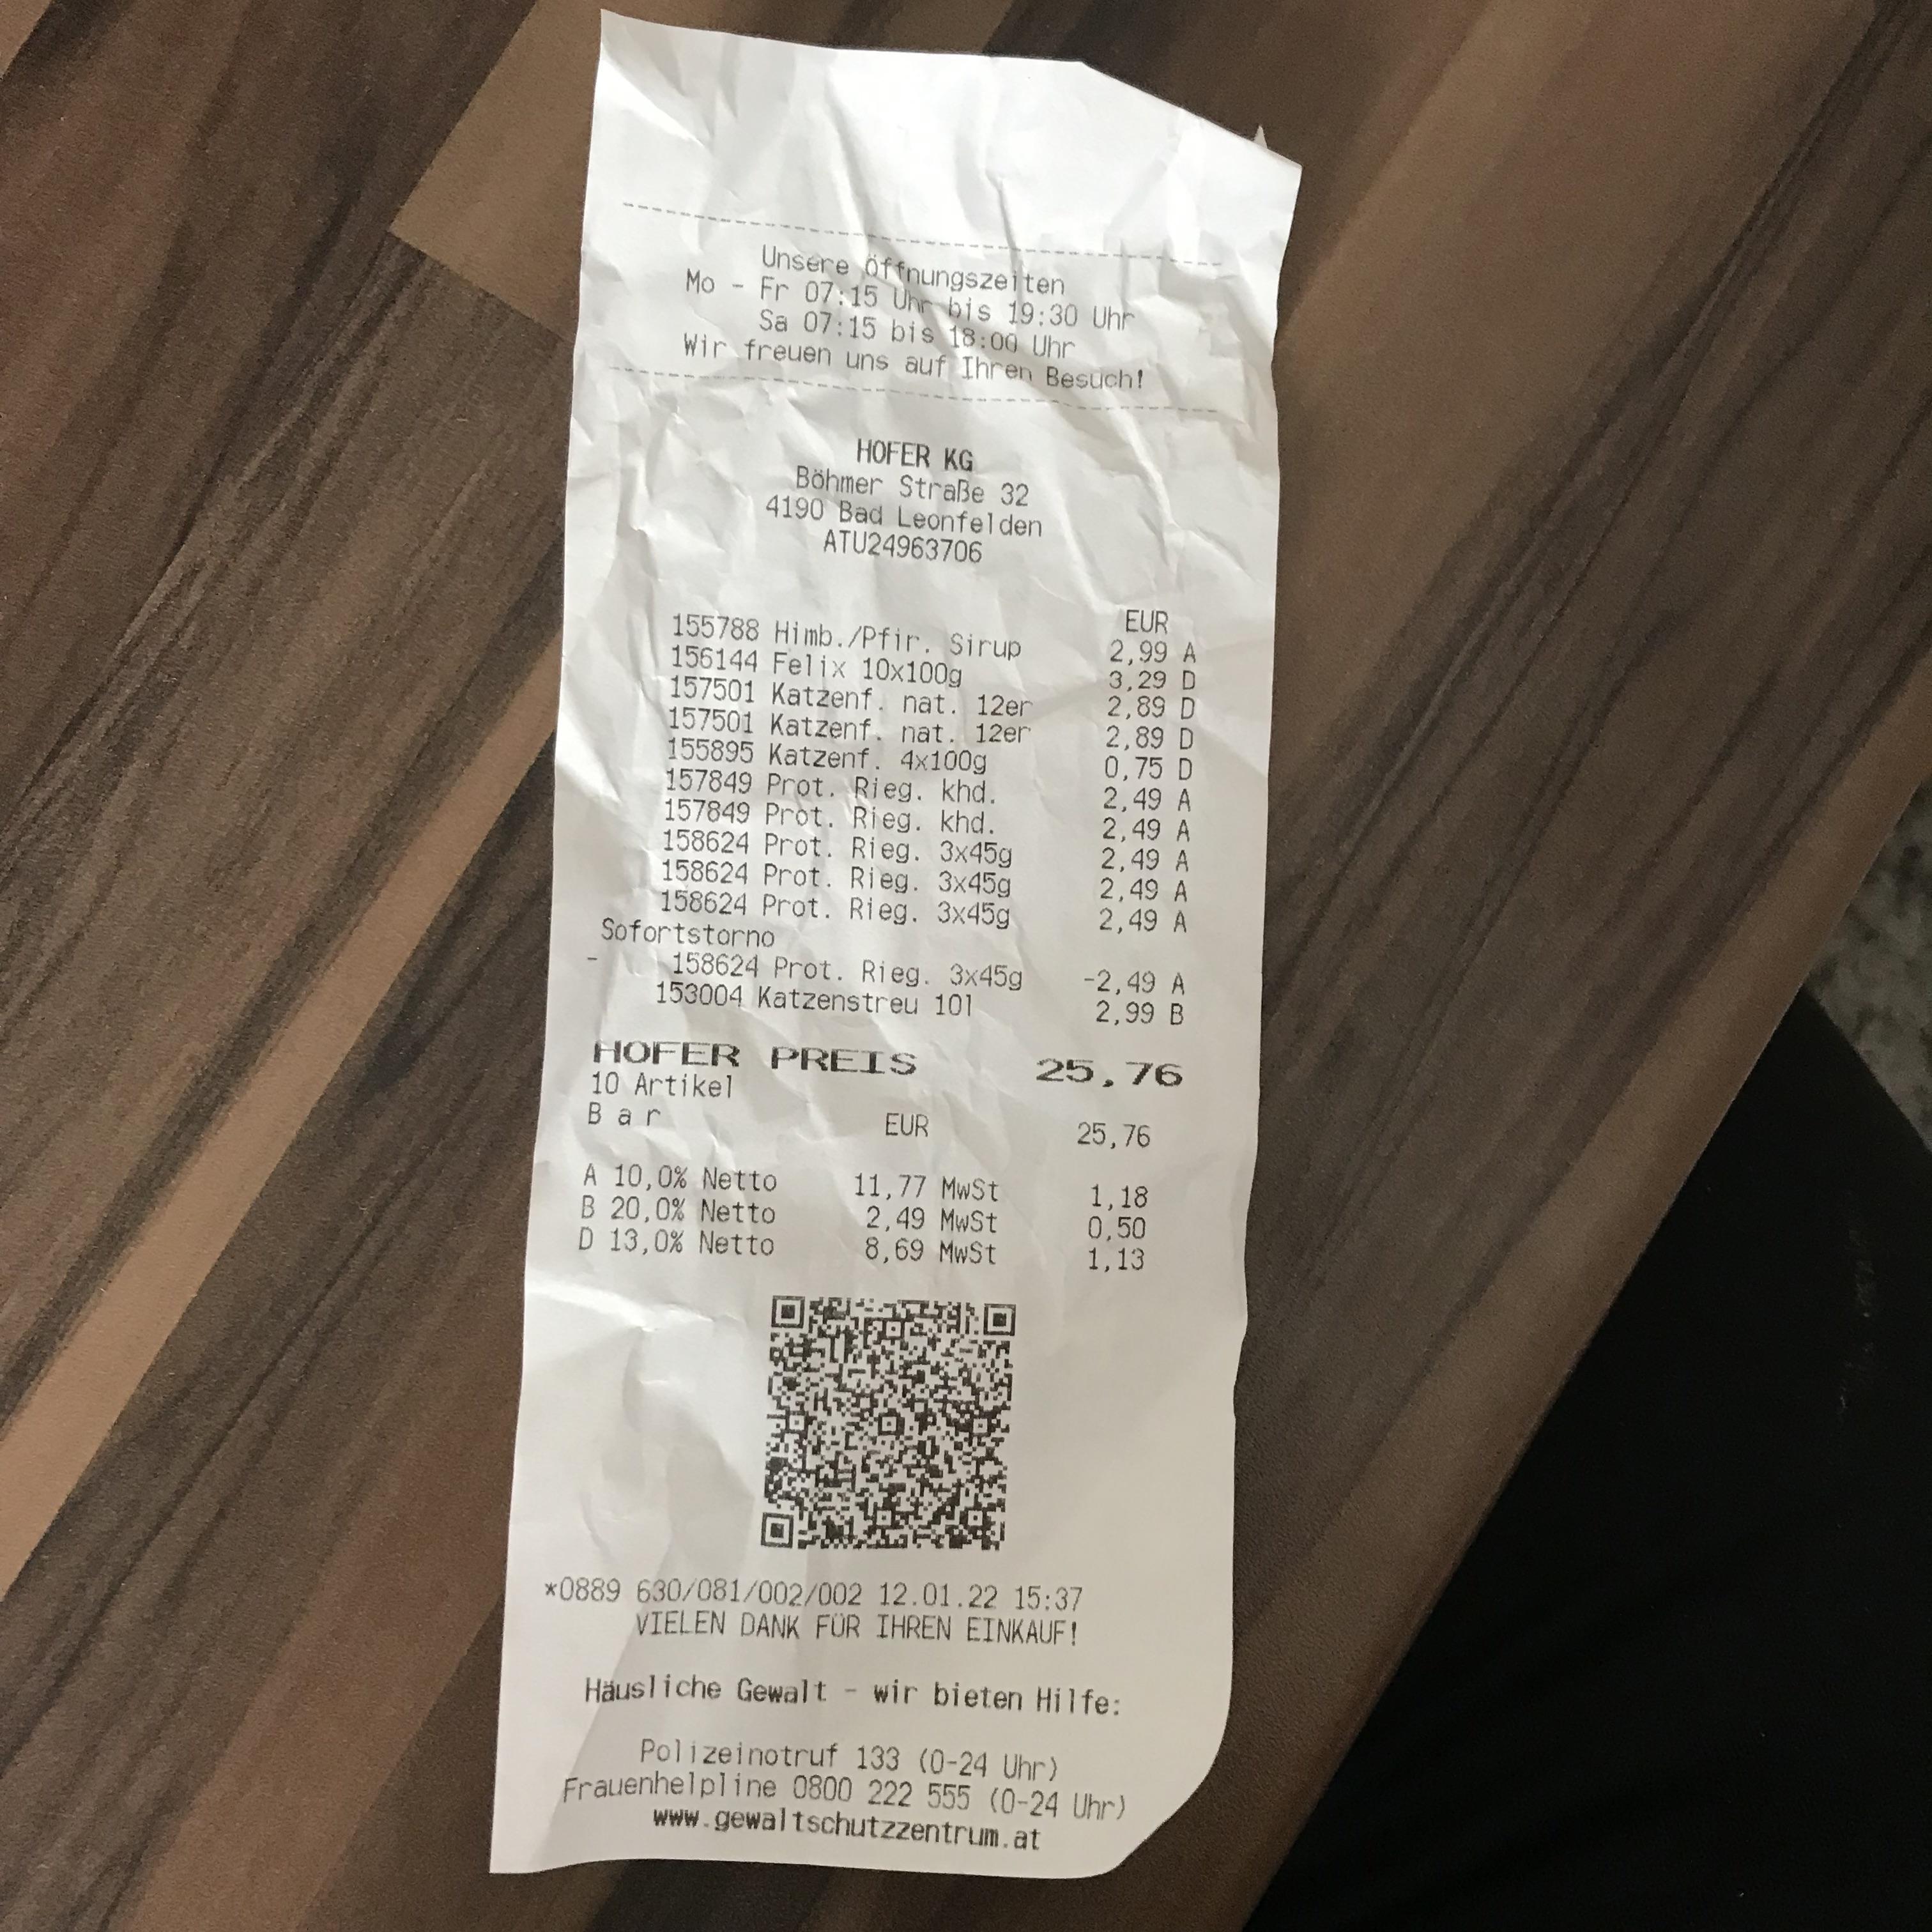 Unsere Öffnungszeiten
Mo - Fr 07:15 Uhr bis 19:30 Uhr
Sa 07:15 bis 18:00 Uhr
Wir freuen uns auf Ihren Besuch!
HOFER KG
Böhmer Straße 32
4190 Bad Leonfelden
ATU24963706
EUR
155788 Himb./Pfir. Sirup 2,99 A
156144 Felix 10x100g 3,29 D
157501 Katzenf. nat. 12er 2,89 D
157501 Katzenf. nat. 12er 2,89 D
155895 Katzenf. 4x100g 0,75 D
157849 Prot. Rieg. khd. 2,49 A
157849 Prot. Rieg. khd. 2,49 A
158624 Prot. Rieg. 3x45g 2,49 A
158624 Prot. Rieg. 3x45g 2,49 A
158624 Prot. Rieg. 3x45g 2,49 A
Sofortstorno
- 158624 Prot. Rieg. 3x45g -2,49 A
153004 Katzenstreu 10l 2,99 B
HOFER PREIS 25,76
10 Artikel
Bar EUR 25,76
A 10,0% Netto 11,77 MwSt 1,18
B 20,0% Netto 2,49 MwSt 0,50
D 13,0% Netto 8,69 MwSt 1,13
*0889 630/081/002/002 12.01.22 15:37
VIELEN DANK FÜR IHREN EINKAUF!
Häusliche Gewalt - wir bieten Hilfe:
Polizeinotruf 133 (0-24 Uhr)
Frauenhelpline 0800 222 555 (0-24 Uhr)
www.gewaltschutzzentrum.at